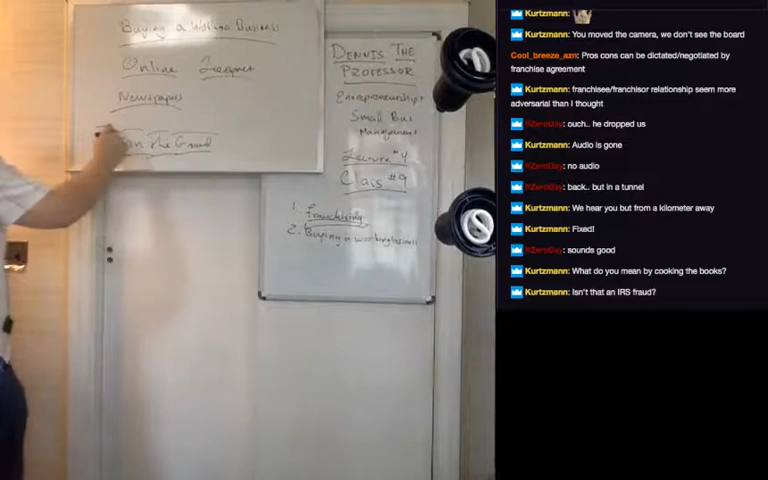 Buying a Working Business
Online
Newspapers
on the Ground
DENNIS THE
PROFESSOR
Entrepreneurship +
Small Bus
Management
Lecture #4
Class #9
1. Franchising
2. Buying a working business
Kurtzmann:
Kurtzmann: You moved the camera, we don't see the board
Cool_breeze_azn: Pros cons can be dictated/negotiated by
franchise agreement
Kurtzmann: franchisee/franchisor relationship seem more
adversarial than I thought
: ouch.. he dropped us
Kurtzmann: Audio is gone
: no audio
: back.. but in a tunnel
Kurtzmann: We hear you but from a kilometer away
Kurtzmann: Fixed!
: sounds good
Kurtzmann: What do you mean by cooking the books?
Kurtzmann: Isn't that an IRS fraud?